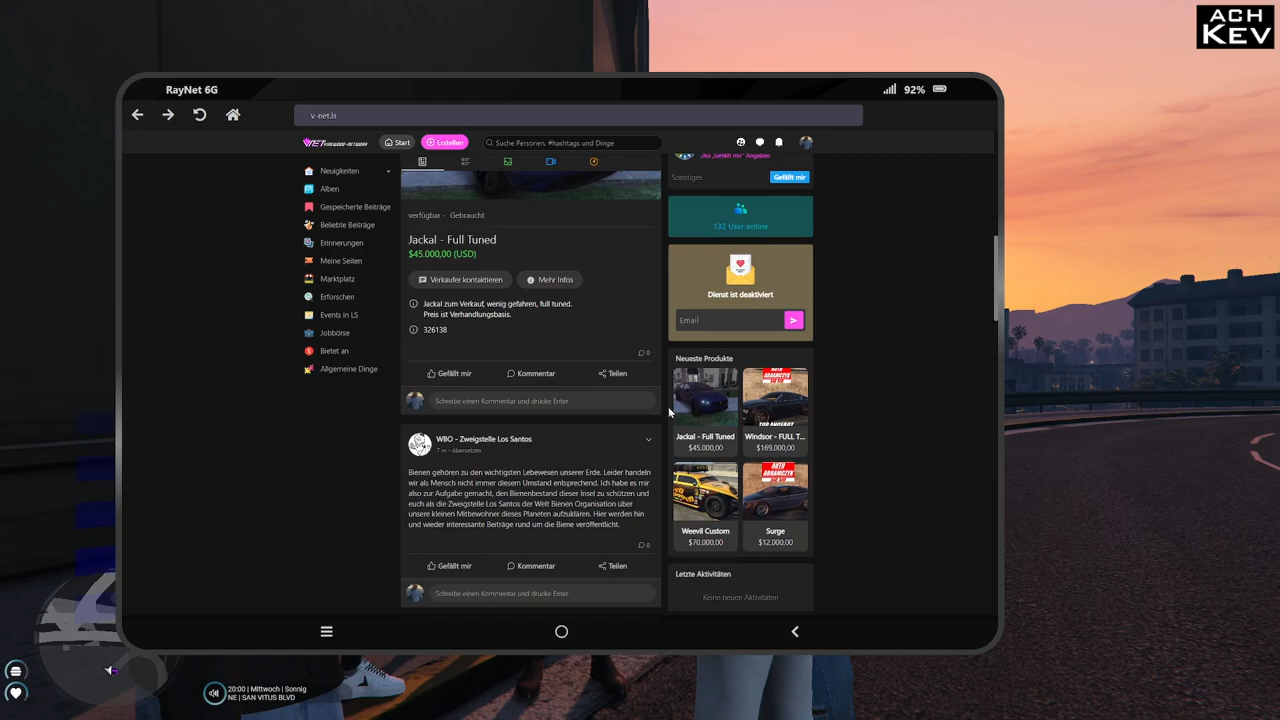 ACH
KEV
RayNet 6G
92%
v-net.ls
Start
Erstellen
Suche Personen, #hashtags und Dinge
Neuigkeiten
Alben
Gespeicherte Beiträge
Beliebte Beiträge
Erinnerungen
Meine Seiten
Marktplatz
Erforschen
Events in LS
Jobbörse
Bietet an
Allgemeine Dinge
verfügbar - Gebraucht
Jackal - Full Tuned
$45.000,00 (USD)
Verkäufer kontaktieren
Mehr Infos
Jackal zum Verkauf, wenig gefahren, full tuned.
Preis ist Verhandlungsbasis.
326138
0
Gefällt mir
Kommentar
Teilen
Schreibe einen Kommentar und drücke Enter
WBO - Zweigstelle Los Santos
7 m - übersetzen
Bienen gehören zu den wichtigsten Lebewesen unserer Erde. Leider handeln
wir als Mensch nicht immer diesem Umstand entsprechend. Ich habe es mir
also zur Aufgabe gemacht, den Bienenbestand dieser Insel zu schützen und
euch als die Zweigstelle Los Santos der Welt Bienen Organisation über
unsere kleinen Mitbewohner dieses Planeten aufzuklären. Hier werden hin
und wieder interessante Beiträge rund um die Biene veröffentlicht.
0
Gefällt mir
Kommentar
Teilen
Schreibe einen Kommentar und drücke Enter
„Gefällt mir“ Angaben
Sonstiges
Gefällt mir
132 User online
Dienst ist deaktiviert
Email
Neueste Produkte
AUTO
ABRAMCZYK
TOP ANGEBOT
Jackal - Full Tuned
$45.000,00
Windsor - FULL T...
$169.000,00
AUTO
ABRAMCZYK
Weevil Custom
$70.000,00
Surge
$12.000,00
Letzte Aktivitäten
Keine neuen Aktivitäten
20:00 | Mittwoch | Sonnig
NE | SAN VITUS BLVD